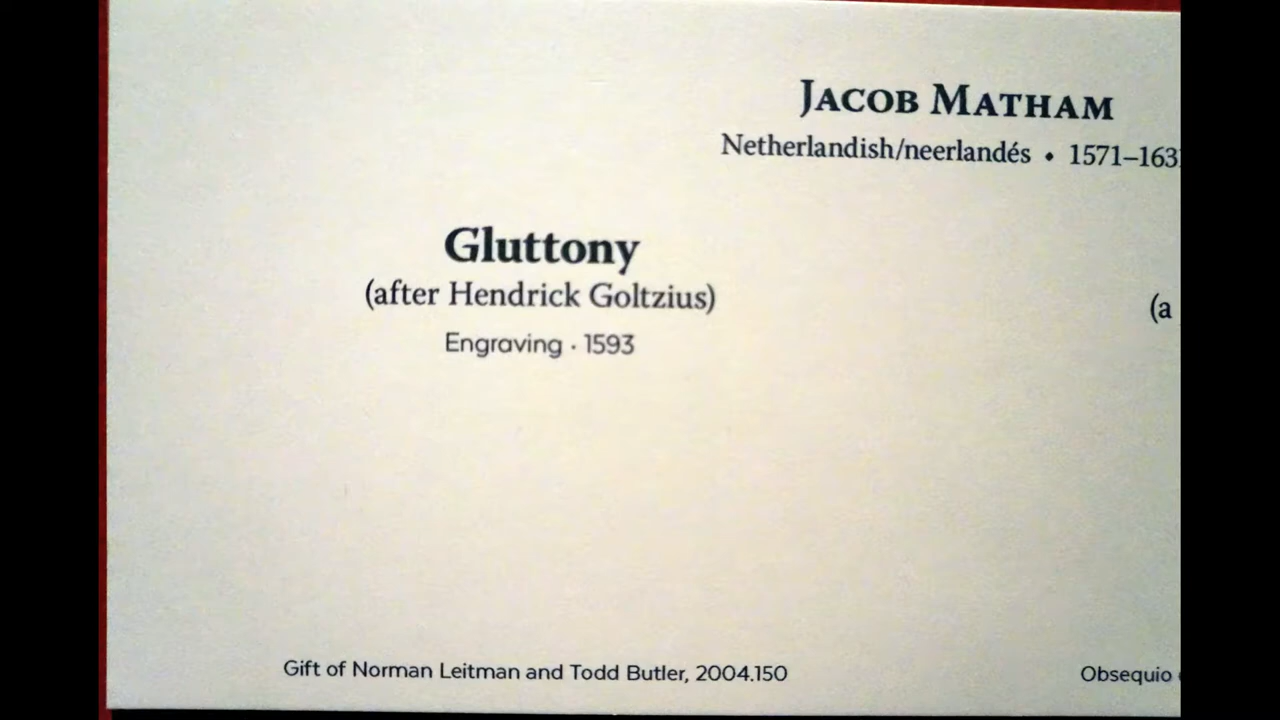 JACOB MATHAM
Netherlandish/neerlandés • 1571–163
Gluttony
(after Hendrick Goltzius)
(a
Engraving · 1593
Gift of Norman Leitman and Todd Butler, 2004.150
Obsequio